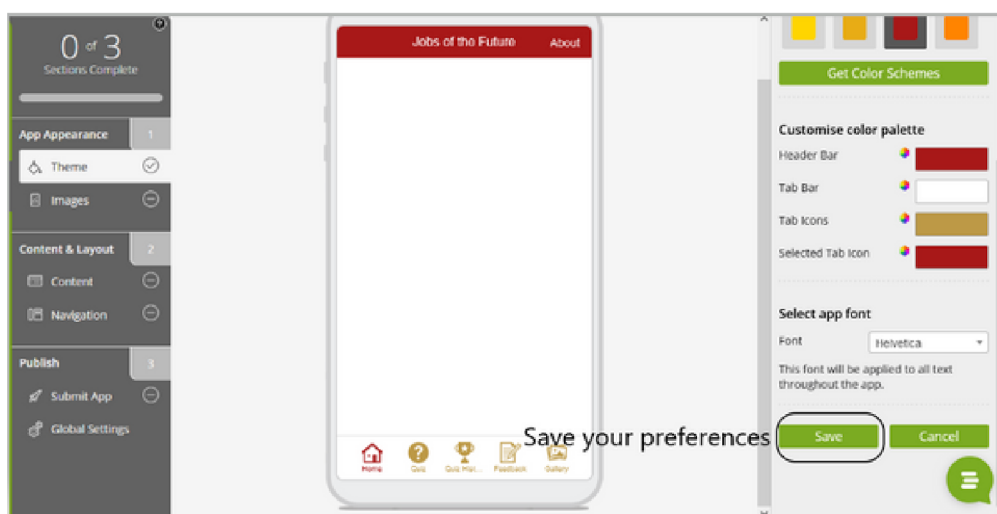 0 of 3
Sections Complete
App Appearance 1
Theme
Images
Content & Layout 2
Content
Navigation
Publish 3
Submit App
Global Settings
Jobs of the Future About
Home Quiz Quiz His... Feedback Gallery
Save your preferences
Get Color Schemes
Customise color palette
Header Bar
Tab Bar
Tab Icons
Selected Tab Icon
Select app font
Font Helvetica
This font will be applied to all text
throughout the app.
Save Cancel